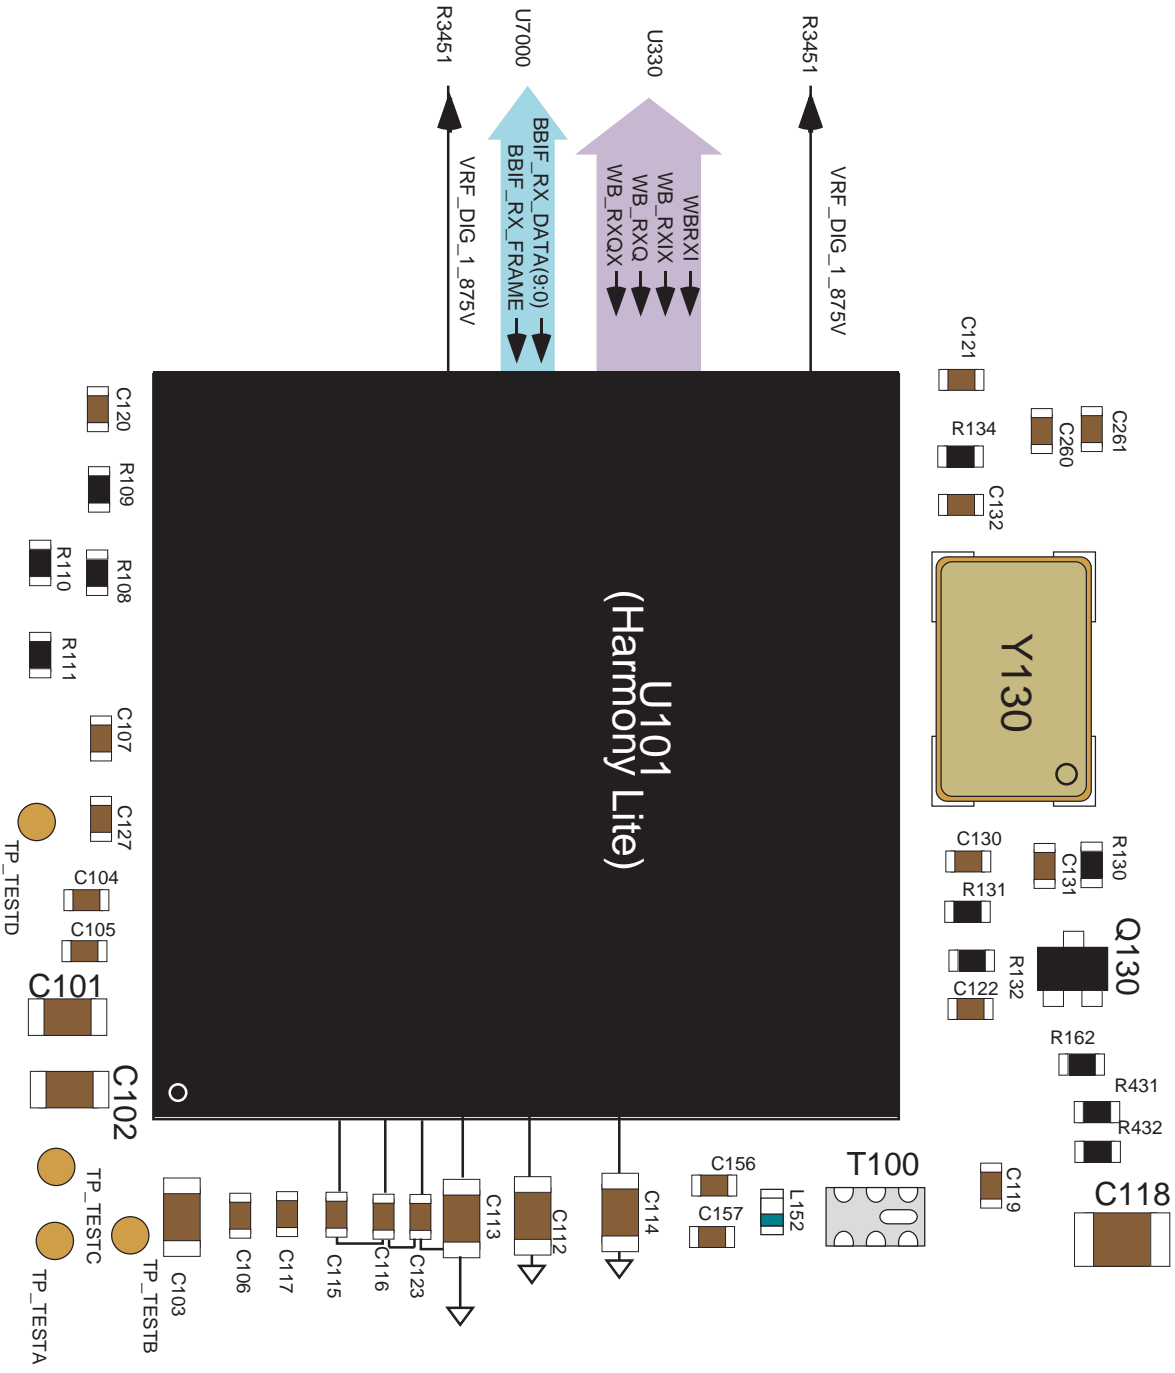 R3451
U7000
U330
R3451
VRF_DIG_1_875V
BBIF_RX_DATA(9:0)
BBIF_RX_FRAME
WBRXI
WB_RXIX
WB_RXQ
WB_RXQX
VRF_DIG_1_875V
C121
R134
C260
C261
C132
C120
R109
R110
R108
R111
C107
C127
TP_TESTD
C104
C105
C101
C102
U101
(Harmony Lite)
Y130
C130
C131
R130
R131
R132
C122
Q130
R162
R431
R432
C118
C119
T100
C156
L152
C157
C114
C112
C113
C123
C116
C115
C117
C106
C103
TP_TESTB
TP_TESTC
TP_TESTA